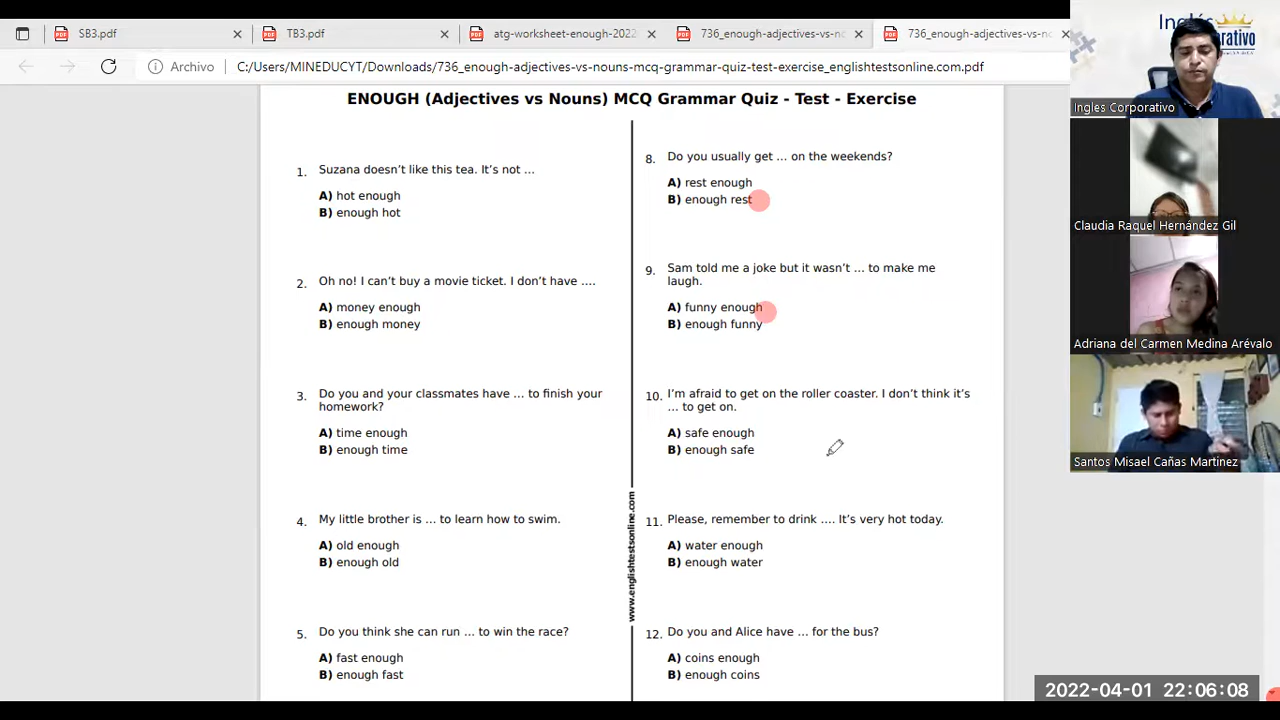 SB3.pdf
TB3.pdf
atg-worksheet-enough-2022
736_enough-adjectives-vs-no
736_enough-adjectives-vs-no
Archivo
C:/Users/MINEDUCYT/Downloads/736_enough-adjectives-vs-nouns-mcq-grammar-quiz-test-exercise_englishtestsonline.com.pdf
ENOUGH (Adjectives vs Nouns) MCQ Grammar Quiz - Test - Exercise
1. Suzana doesn't like this tea. It's not ...
A) hot enough
B) enough hot
2. Oh no! I can't buy a movie ticket. I don't have ....
A) money enough
B) enough money
3. Do you and your classmates have ... to finish your
homework?
A) time enough
B) enough time
4. My little brother is ... to learn how to swim.
A) old enough
B) enough old
5. Do you think she can run ... to win the race?
A) fast enough
B) enough fast
www.englishtestsonline.com
8. Do you usually get ... on the weekends?
A) rest enough
B) enough rest
9. Sam told me a joke but it wasn't ... to make me
laugh.
A) funny enough
B) enough funny
10. I'm afraid to get on the roller coaster. I don't think it's
... to get on.
A) safe enough
B) enough safe
11. Please, remember to drink .... It's very hot today.
A) water enough
B) enough water
12. Do you and Alice have ... for the bus?
A) coins enough
B) enough coins
Inglés
orativo
Ingles Corporativo
Claudia Raquel Hernández Gil
Adriana del Carmen Medina Arévalo
Santos Misael Cañas Martinez
2022-04-01 22:06:08